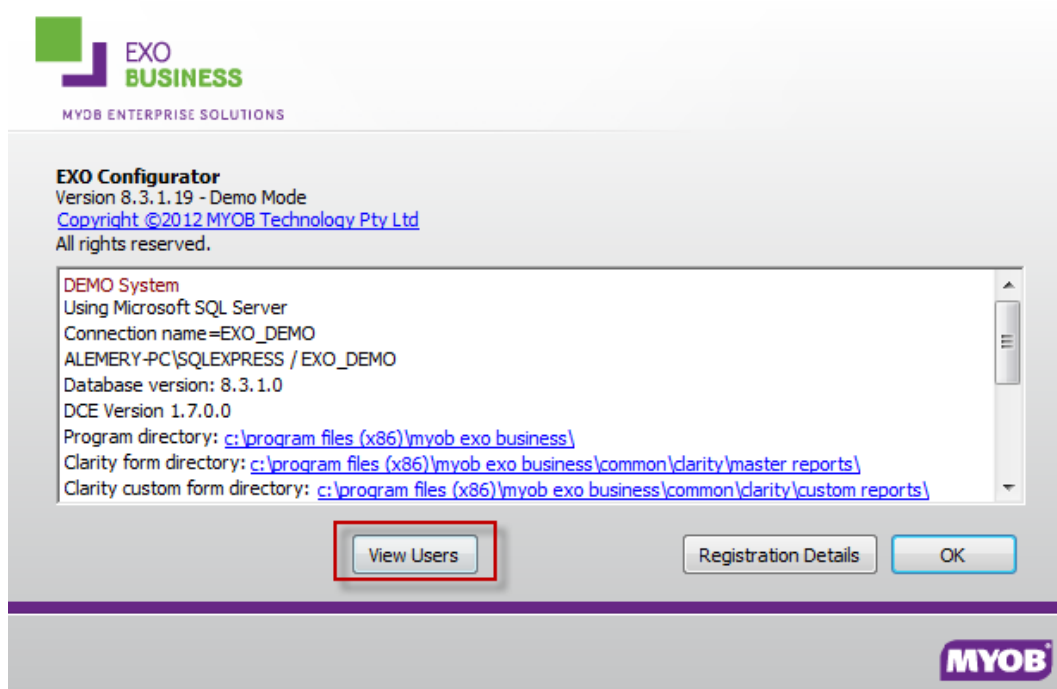 EXO
BUSINESS
MYOB ENTERPRISE SOLUTIONS
EXO Configurator
Version 8.3.1.19 - Demo Mode
Copyright ©2012 MYOB Technology Pty Ltd
All rights reserved.
DEMO System
Using Microsoft SQL Server
Connection name=EXO_DEMO
ALEMERY-PC\SQLEXPRESS / EXO_DEMO
Database version: 8.3.1.0
DCE Version 1.7.0.0
Program directory: c:\program files (x86)\myob exo business\
Clarity form directory: c:\program files (x86)\myob exo business\common\clarity\master reports\
Clarity custom form directory: c:\program files (x86)\myob exo business\common\clarity\custom reports\
View Users
Registration Details
OK
MYOB